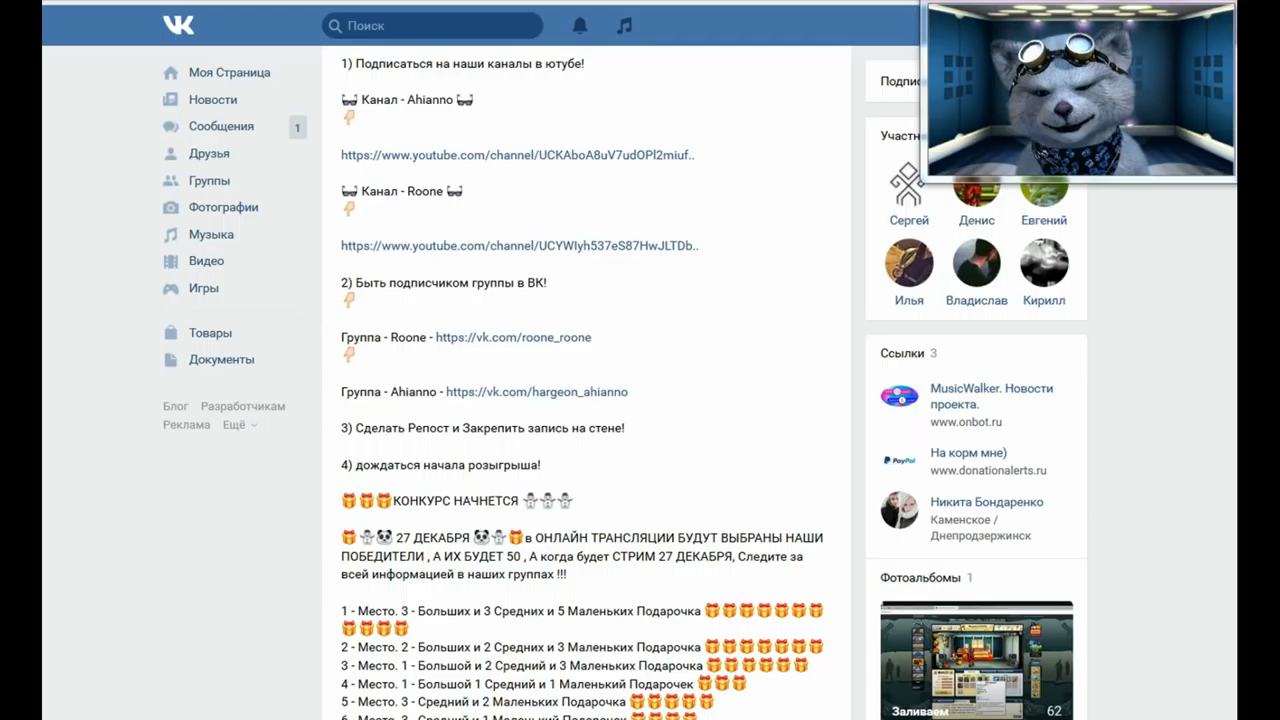 Поиск
Моя Страница
Новости
Сообщения 1
Друзья
Группы
Фотографии
Музыка
Видео
Игры
Товары
Документы
Блог Разработчикам
Реклама Ещё
1) Подписаться на наши каналы в ютубе!
Канал - Ahianno
https://www.youtube.com/channel/UCKAboA8uV7udOPl2miuf..
Канал - Roone
https://www.youtube.com/channel/UCYWIyh537eS87HwJLTDb..
2) Быть подписчиком группы в ВК!
Группа - Roone - https://vk.com/roone_roone
Группа - Ahianno - https://vk.com/hargeon_ahianno
3) Сделать Репост и Закрепить запись на стене!
4) дождаться начала розыгрыша!
КОНКУРС НАЧНЕТСЯ
27 ДЕКАБРЯ в ОНЛАЙН ТРАНСЛЯЦИИ БУДУТ ВЫБРАНЫ НАШИ
ПОБЕДИТЕЛИ , А ИХ БУДЕТ 50 , А когда будет СТРИМ 27 ДЕКАБРЯ, Следите за
всей информацией в наших группах !!!
1 - Место. 3 - Больших и 3 Средних и 5 Маленьких Подарочка
2 - Место. 2 - Больших и 2 Средних и 3 Маленьких Подарочка
3 - Место. 1 - Большой и 2 Средний и 3 Маленьких Подарочка
4 - Место. 1 - Большой 1 Средний и 1 Маленький Подарочек
5 - Место. 3 - Средний и 2 Маленьких Подарочка
6 - Место. 3 - Средний и 1 Маленький Подарочка
Подпис
Участн
Сергей Денис Евгений
Илья Владислав Кирилл
Ссылки 3
MusicWalker. Новости
проекта.
www.onbot.ru
PayPal
На корм мне)
www.donationalerts.ru
Никита Бондаренко
Каменское /
Днепродзержинск
Фотоальбомы 1
Заливаем 62